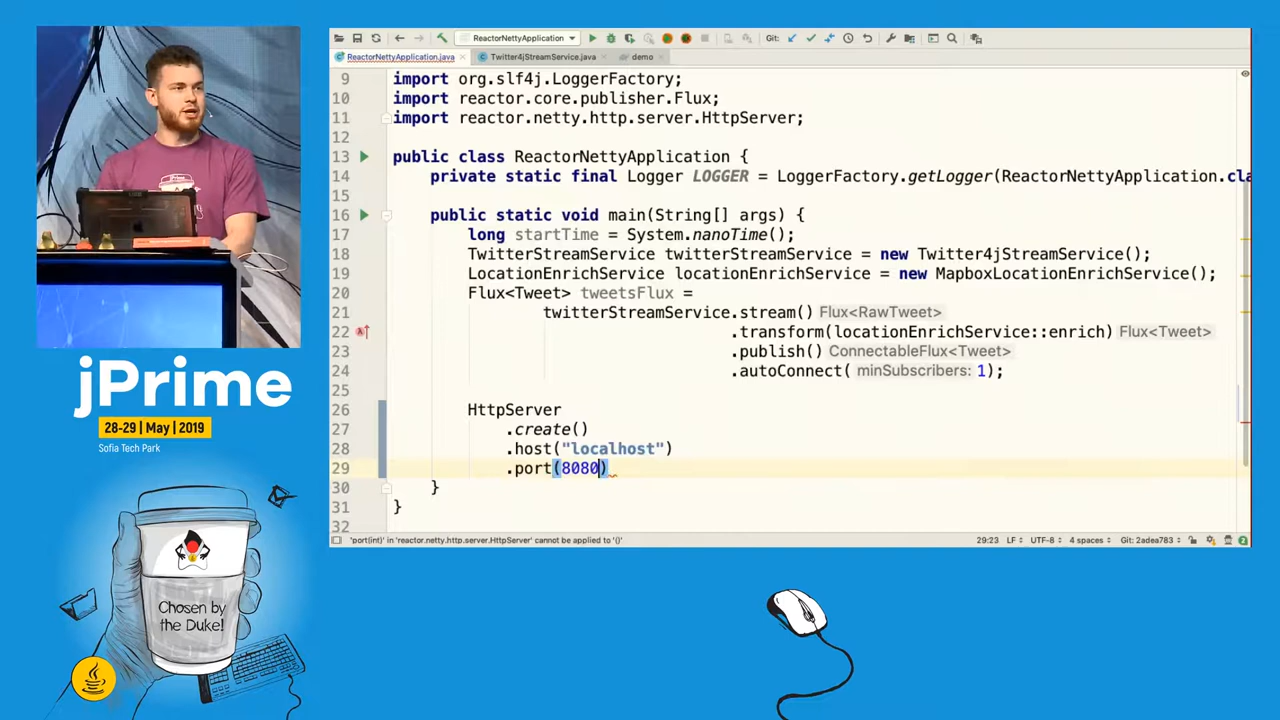 ReactorNettyApplication
Git:
ReactorNettyApplication.java
Twitter4jStreamService.java
demo
9 import org.slf4j.LoggerFactory;
10 import reactor.core.publisher.Flux;
11 import reactor.netty.http.server.HttpServer;
12
13 public class ReactorNettyApplication {
14 private static final Logger LOGGER = LoggerFactory.getLogger(ReactorNettyApplication.cla
15
16 public static void main(String[] args) {
17 long startTime = System.nanoTime();
18 TwitterStreamService twitterStreamService = new Twitter4jStreamService();
19 LocationEnrichService locationEnrichService = new MapboxLocationEnrichService();
20 Flux<Tweet> tweetsFlux =
21 twitterStreamService.stream() Flux<RawTweet>
22 .transform(locationEnrichService::enrich) Flux<Tweet>
23 .publish() ConnectableFlux<Tweet>
24 .autoConnect( minSubscribers: 1);
25
26 HttpServer
27 .create()
28 .host("localhost")
29 .port(8080)
30 }
31 }
32
'port(int)' in 'reactor.netty.http.server.HttpServer' cannot be applied to '()'
29:23 LF UTF-8 4 spaces Git: 2adea783
jPrime
28-29 | May | 2019
Sofia Tech Park
Chosen by
the Duke!